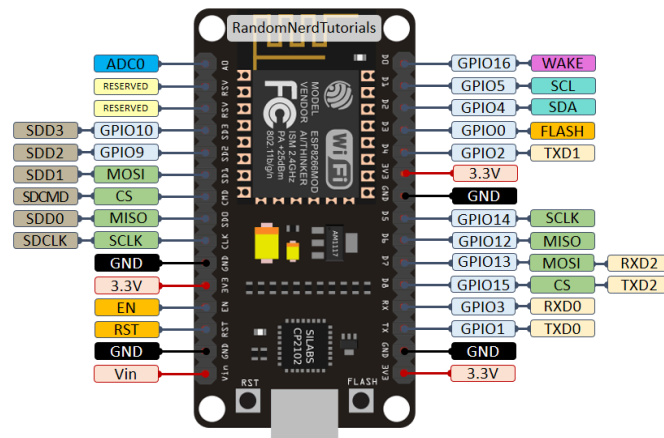 RandomNerdTutorials
ADC0
RESERVED
RESERVED
SDD3 GPIO10
SDD2 GPIO9
SDD1 MOSI
SDCMD CS
SDD0 MISO
SDCLK SCLK
GND
3.3V
EN
RST
GND
Vin
A0
RSV
RSV
SD3
SD2
SD1
CMD
SD0
CLK
GND
3V3
EN
RST
GND
Vin
MODEL
VENDOR
ESP8266MOD
AI/THINKER
ISM 2.4GHz
PA +25dBm
802.11b/g/n
FC
WiFi
AM1117
SILABS
CP2102
RST
FLASH
D0
D1
D2
D3
D4
3V3
GND
D5
D6
D7
D8
RX
TX
GND
3V3
GPIO16 WAKE
GPIO5 SCL
GPIO4 SDA
GPIO0 FLASH
GPIO2 TXD1
3.3V
GND
GPIO14 SCLK
GPIO12 MISO
GPIO13 MOSI RXD2
GPIO15 CS TXD2
GPIO3 RXD0
GPIO1 TXD0
GND
3.3V